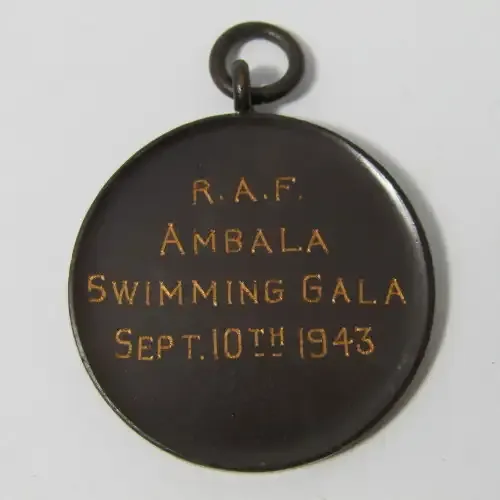 R.A.F.
AMBALA
SWIMMING GALA
SEPT. 10TH 1943